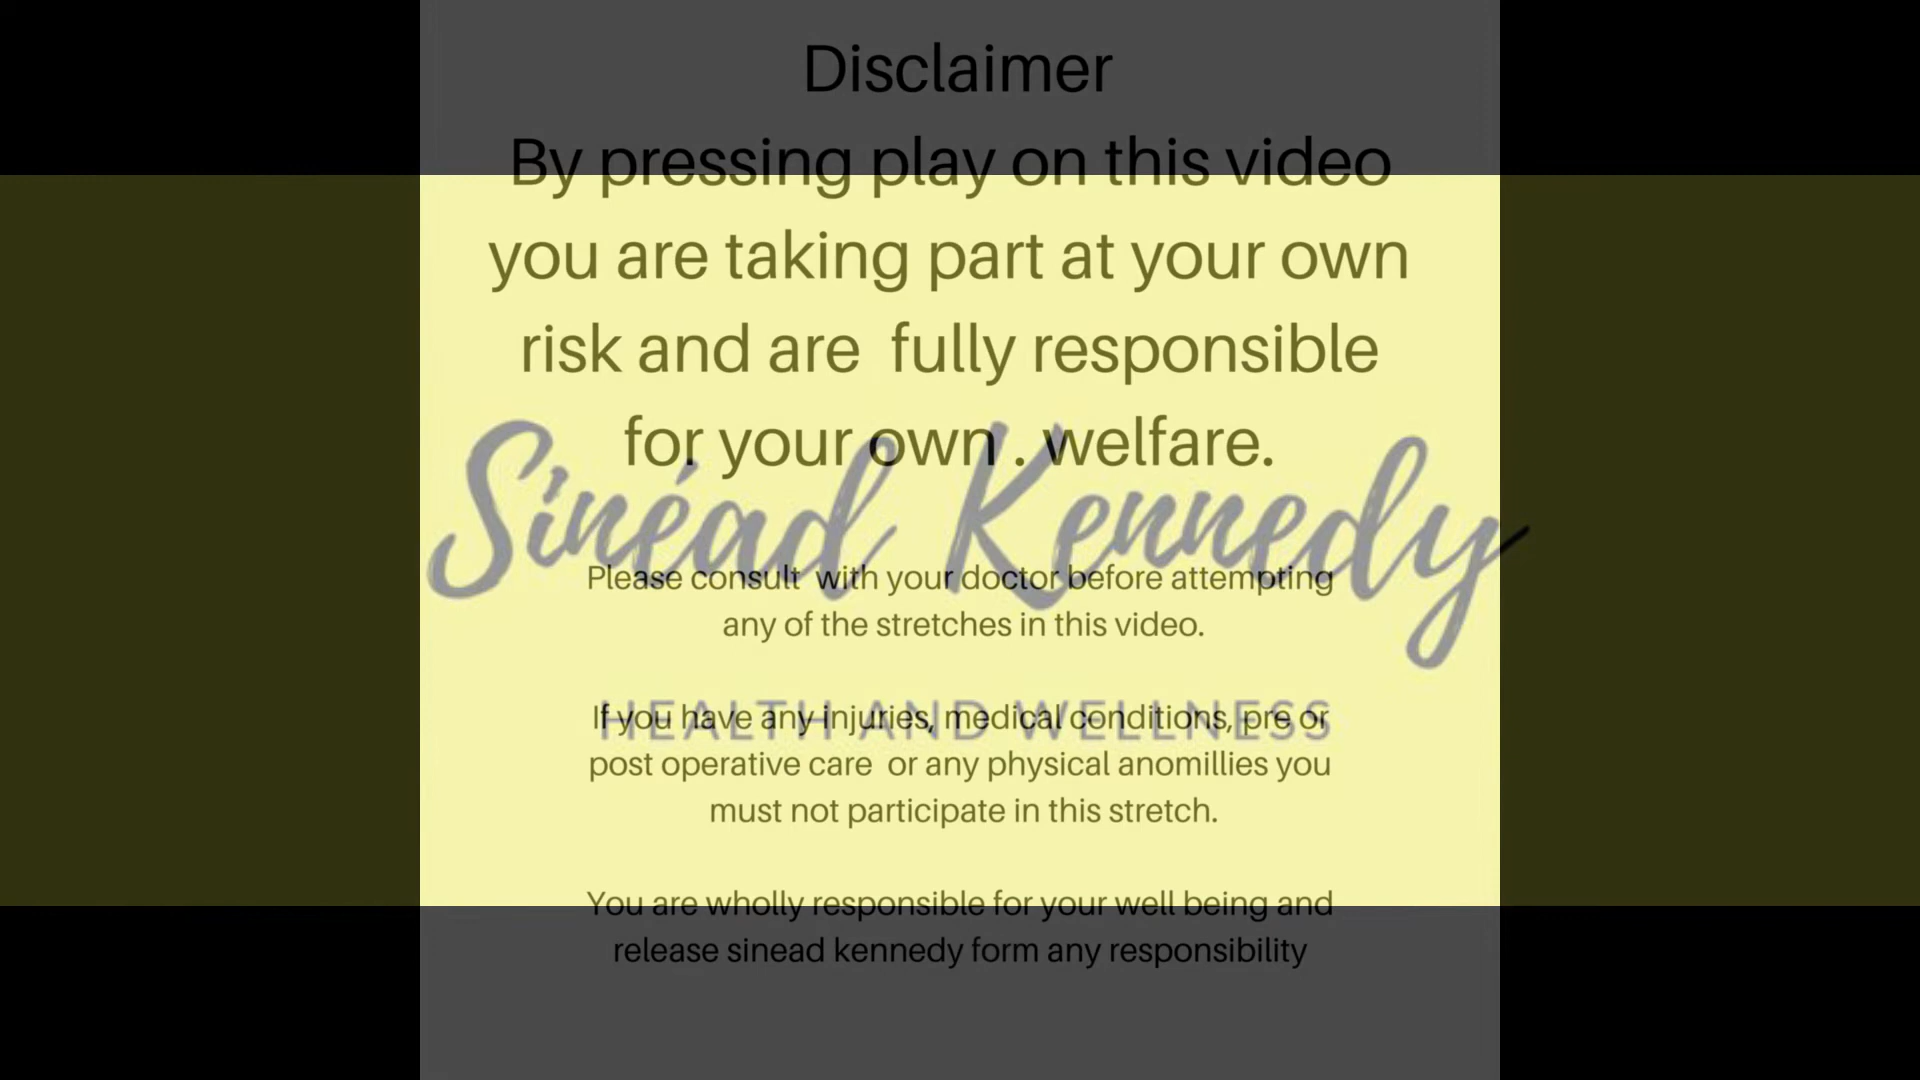 Disclaimer
By pressing play on this video
you are taking part at your own
risk and are fully responsible
for your own . welfare.
Sinéad Kennedy
Please consult with your doctor before attempting
any of the stretches in this video.
HEALTH AND WELLNESS
If you have any injuries, medical conditions, pre or
post operative care or any physical anomillies you
must not participate in this stretch.
You are wholly responsible for your well being and
release sinead kennedy form any responsibility